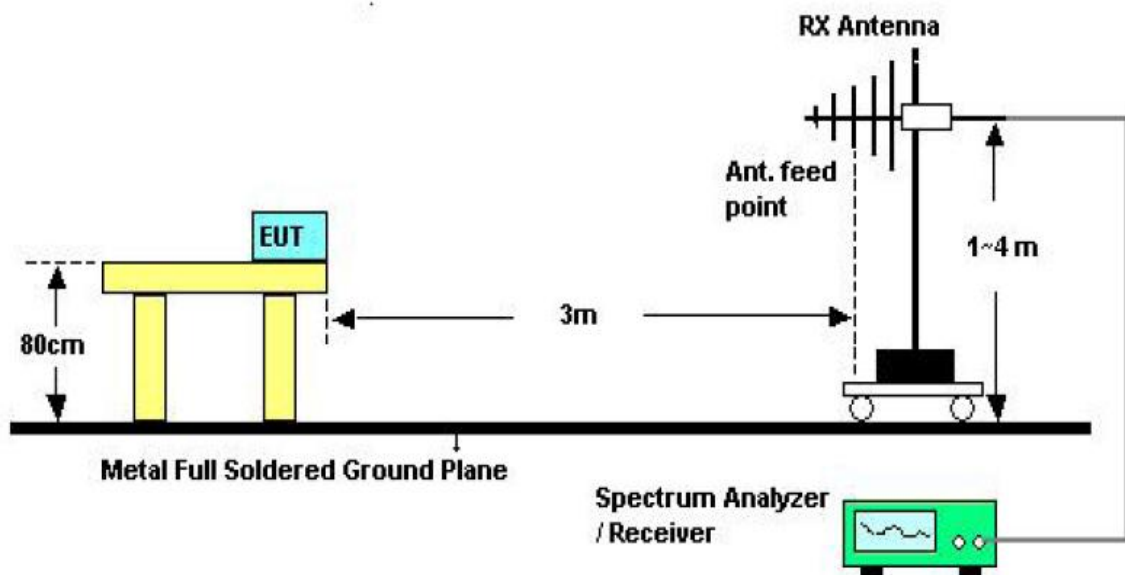 RX Antenna
Ant. feed
point
EUT
1~4 m
3m
80cm
Metal Full Soldered Ground Plane
Spectrum Analyzer
/ Receiver